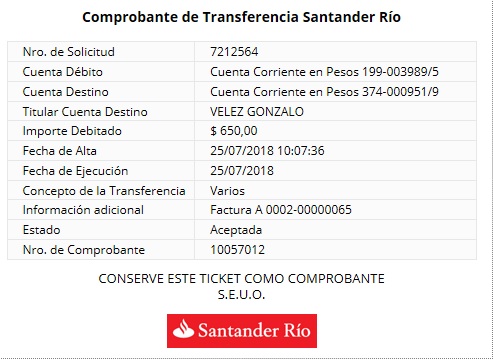 Comprobante de Transferencia Santander Río
Nro. de Solicitud 7212564
Cuenta Débito Cuenta Corriente en Pesos 199-003989/5
Cuenta Destino Cuenta Corriente en Pesos 374-000951/9
Titular Cuenta Destino VELEZ GONZALO
Importe Debitado $ 650,00
Fecha de Alta 25/07/2018 10:07:36
Fecha de Ejecución 25/07/2018
Concepto de la Transferencia Varios
Información adicional Factura A 0002-00000065
Estado Aceptada
Nro. de Comprobante 10057012
CONSERVE ESTE TICKET COMO COMPROBANTE
S.E.U.O.
Santander Río